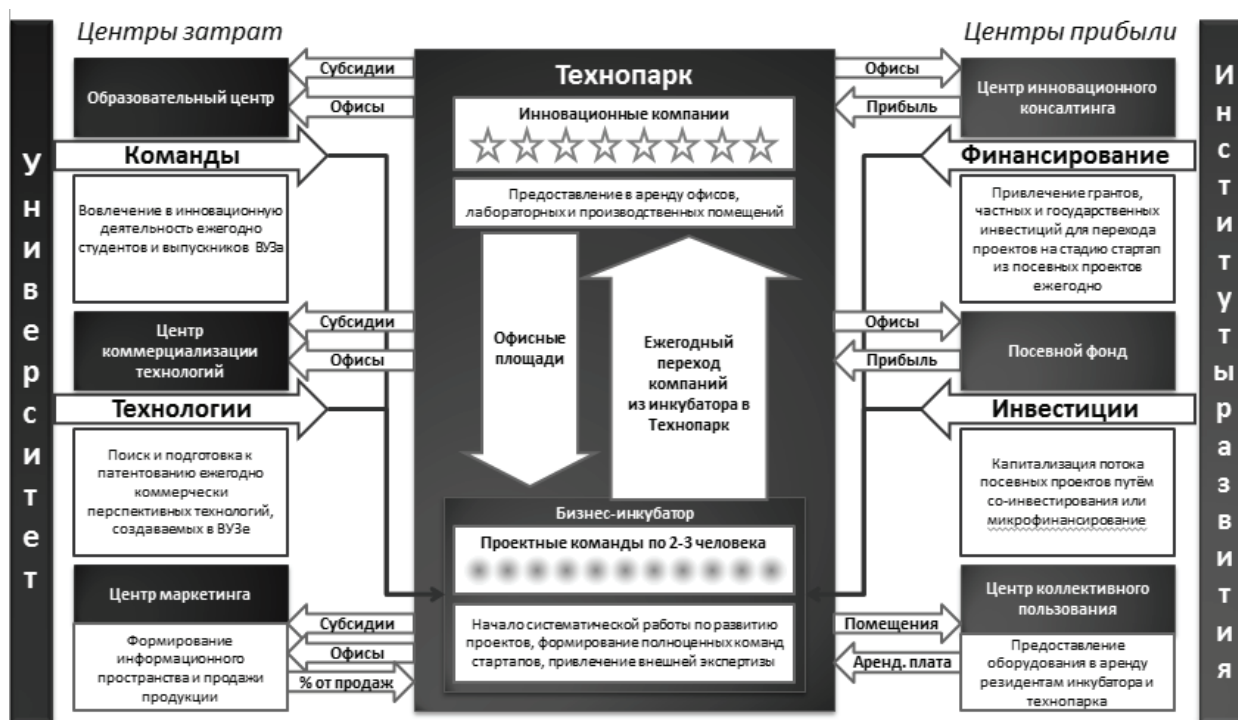 Центры затрат
Центры прибыли
Университет
Институты развития
Образовательный центр
Субсидии
Офисы
Команды
Вовлечение в инновационную
деятельность ежегодно
студентов и выпускников ВУЗа
Центр
коммерциализации
технологий
Субсидии
Офисы
Технологии
Поиск и подготовка к
патентованию ежегодно
коммерчески
перспективных технологий,
создаваемых в ВУЗе
Центр маркетинга
Формирование
информационного
пространства и продажи
продукции
Субсидии
Офисы
% от продаж
Технопарк
Инновационные компании
Предоставление в аренду офисов,
лабораторных и производственных помещений
Офисные
площади
Ежегодный
переход
компаний
из инкубатора в
Технопарк
Бизнес-инкубатор
Проектные команды по 2-3 человека
Начало систематической работы по развитию
проектов, формирование полноценных команд
стартапов, привлечение внешней экспертизы
Офисы
Прибыль
Центр инновационного
консалтинга
Финансирование
Привлечение грантов,
частных и государственных
инвестиций для перехода
проектов на стадию стартап
из посевных проектов
ежегодно
Офисы
Прибыль
Посевной фонд
Инвестиции
Капитализация потока
посевных проектов путём
со-инвестирования или
микрофинансирование
Помещения
Аренд. плата
Центр коллективного
пользования
Предоставление
оборудования в аренду
резидентам инкубатора и
технопарка